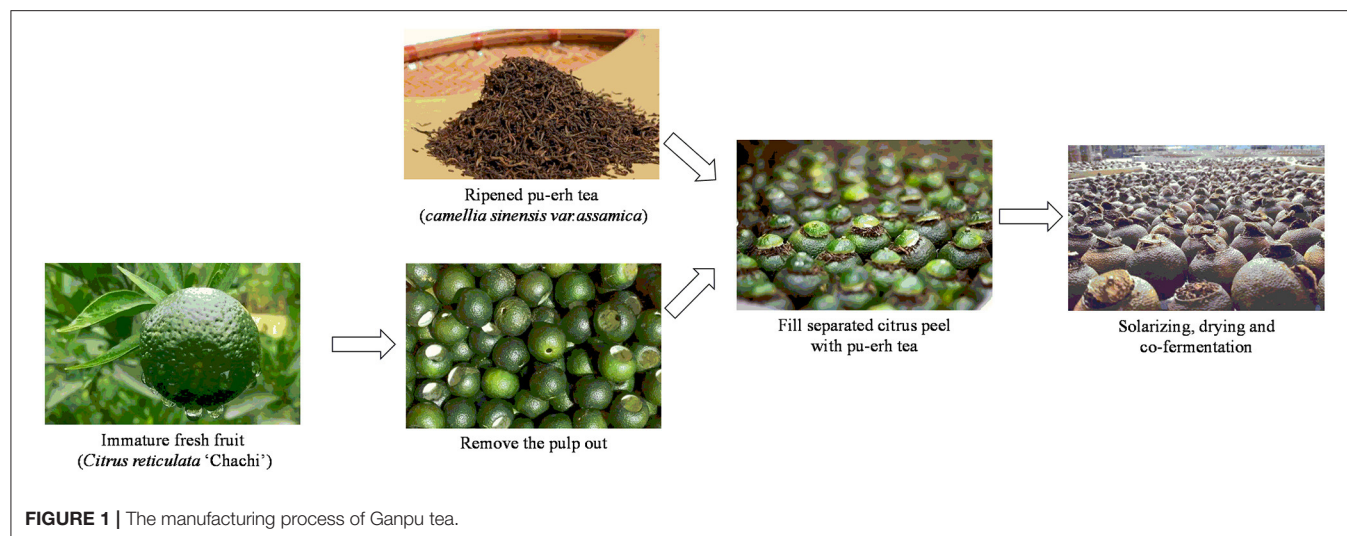 Ripened pu-erh tea
(camellia sinensis var.assamica)
Immature fresh fruit
(Citrus reticulata ‘Chachi’)
Remove the pulp out
Fill separated citrus peel
with pu-erh tea
Solarizing, drying and
co-fermentation
FIGURE 1 | The manufacturing process of Ganpu tea.